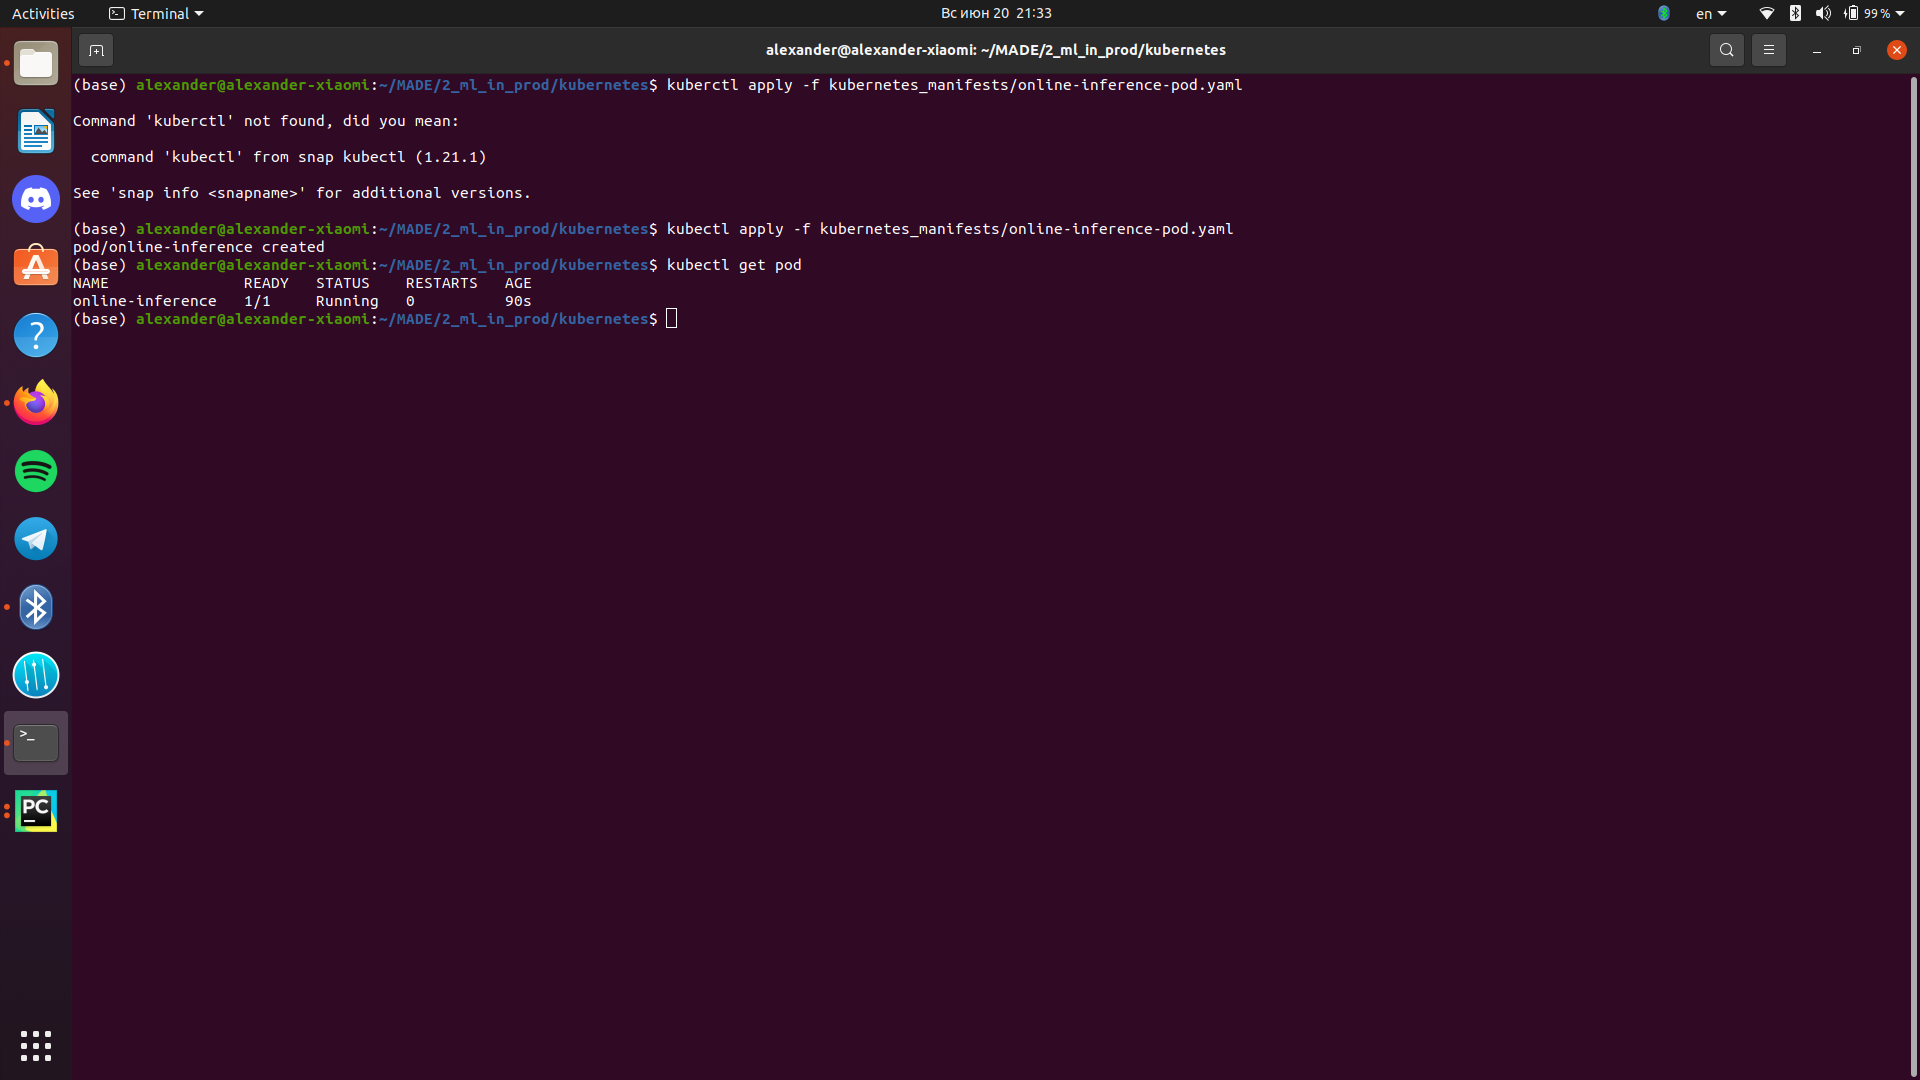 Activities Terminal Вс июн 20 21:33 en 99 %
alexander@alexander-xiaomi: ~/MADE/2_ml_in_prod/kubernetes
(base) alexander@alexander-xiaomi:~/MADE/2_ml_in_prod/kubernetes$ kuberctl apply -f kubernetes_manifests/online-inference-pod.yaml
Command 'kuberctl' not found, did you mean:
command 'kubectl' from snap kubectl (1.21.1)
See 'snap info <snapname>' for additional versions.
(base) alexander@alexander-xiaomi:~/MADE/2_ml_in_prod/kubernetes$ kubectl apply -f kubernetes_manifests/online-inference-pod.yaml
pod/online-inference created
(base) alexander@alexander-xiaomi:~/MADE/2_ml_in_prod/kubernetes$ kubectl get pod
NAME READY STATUS RESTARTS AGE
online-inference 1/1 Running 0 90s
(base) alexander@alexander-xiaomi:~/MADE/2_ml_in_prod/kubernetes$
PC